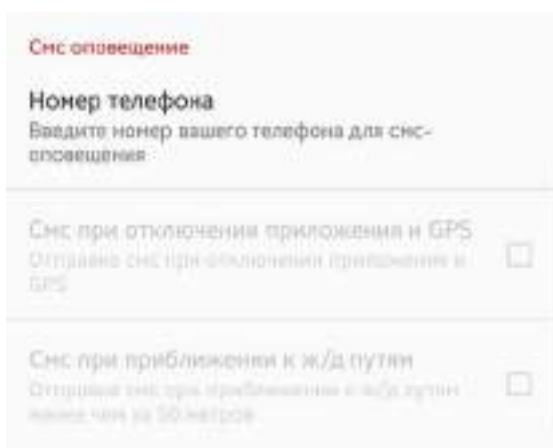 Смс оповещение
Номер телефона
Введите номер вашего телефона для смс-
оповещения
Смс при отключения приложения и GPS
Отправка смс при отключении приложения и
GPS
Смс при приближении к ж/д путям
Отправка смс при приближении к ж/д путям
менее чем за 50 метров